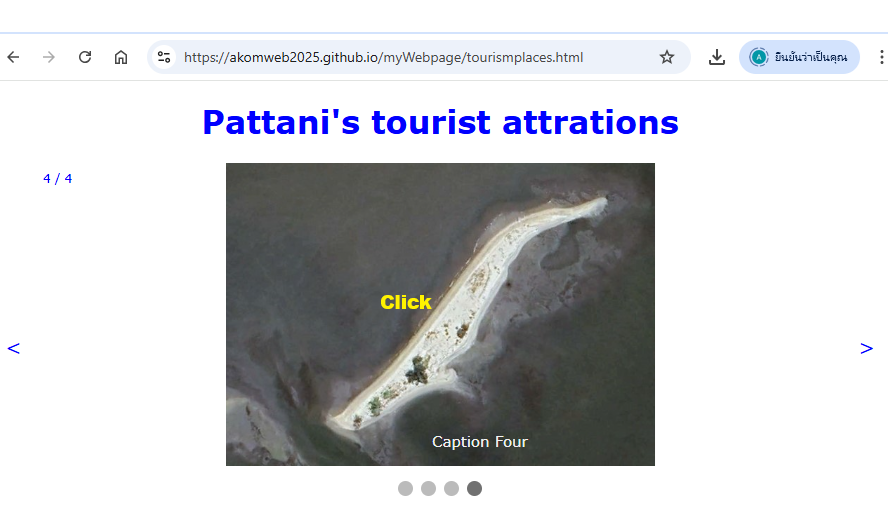 https://akomweb2025.github.io/myWebpage/tourismplaces.html
ยืนยันว่าเป็นคุณ
Pattani's tourist attrations
4 / 4
Click
<
>
Caption Four